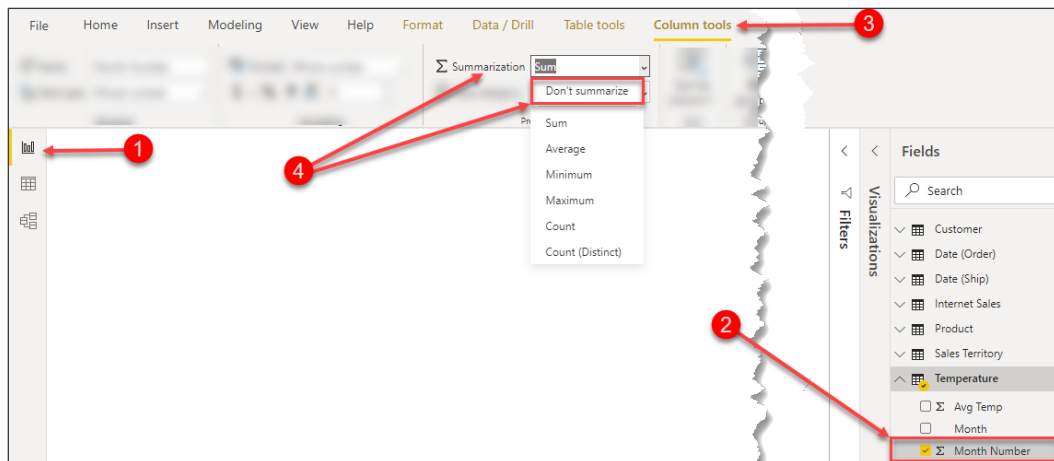 File Home Insert Modeling View Help Format Data / Drill Table tools Column tools
3
Summarization Sum
Don't summarize
Sum
Average
Minimum
Maximum
Count
Count (Distinct)
4
1
Filters
Visualizations
Fields
Search
Customer
Date (Order)
Date (Ship)
Internet Sales
Product
Sales Territory
Temperature
Avg Temp
Month
Month Number
2